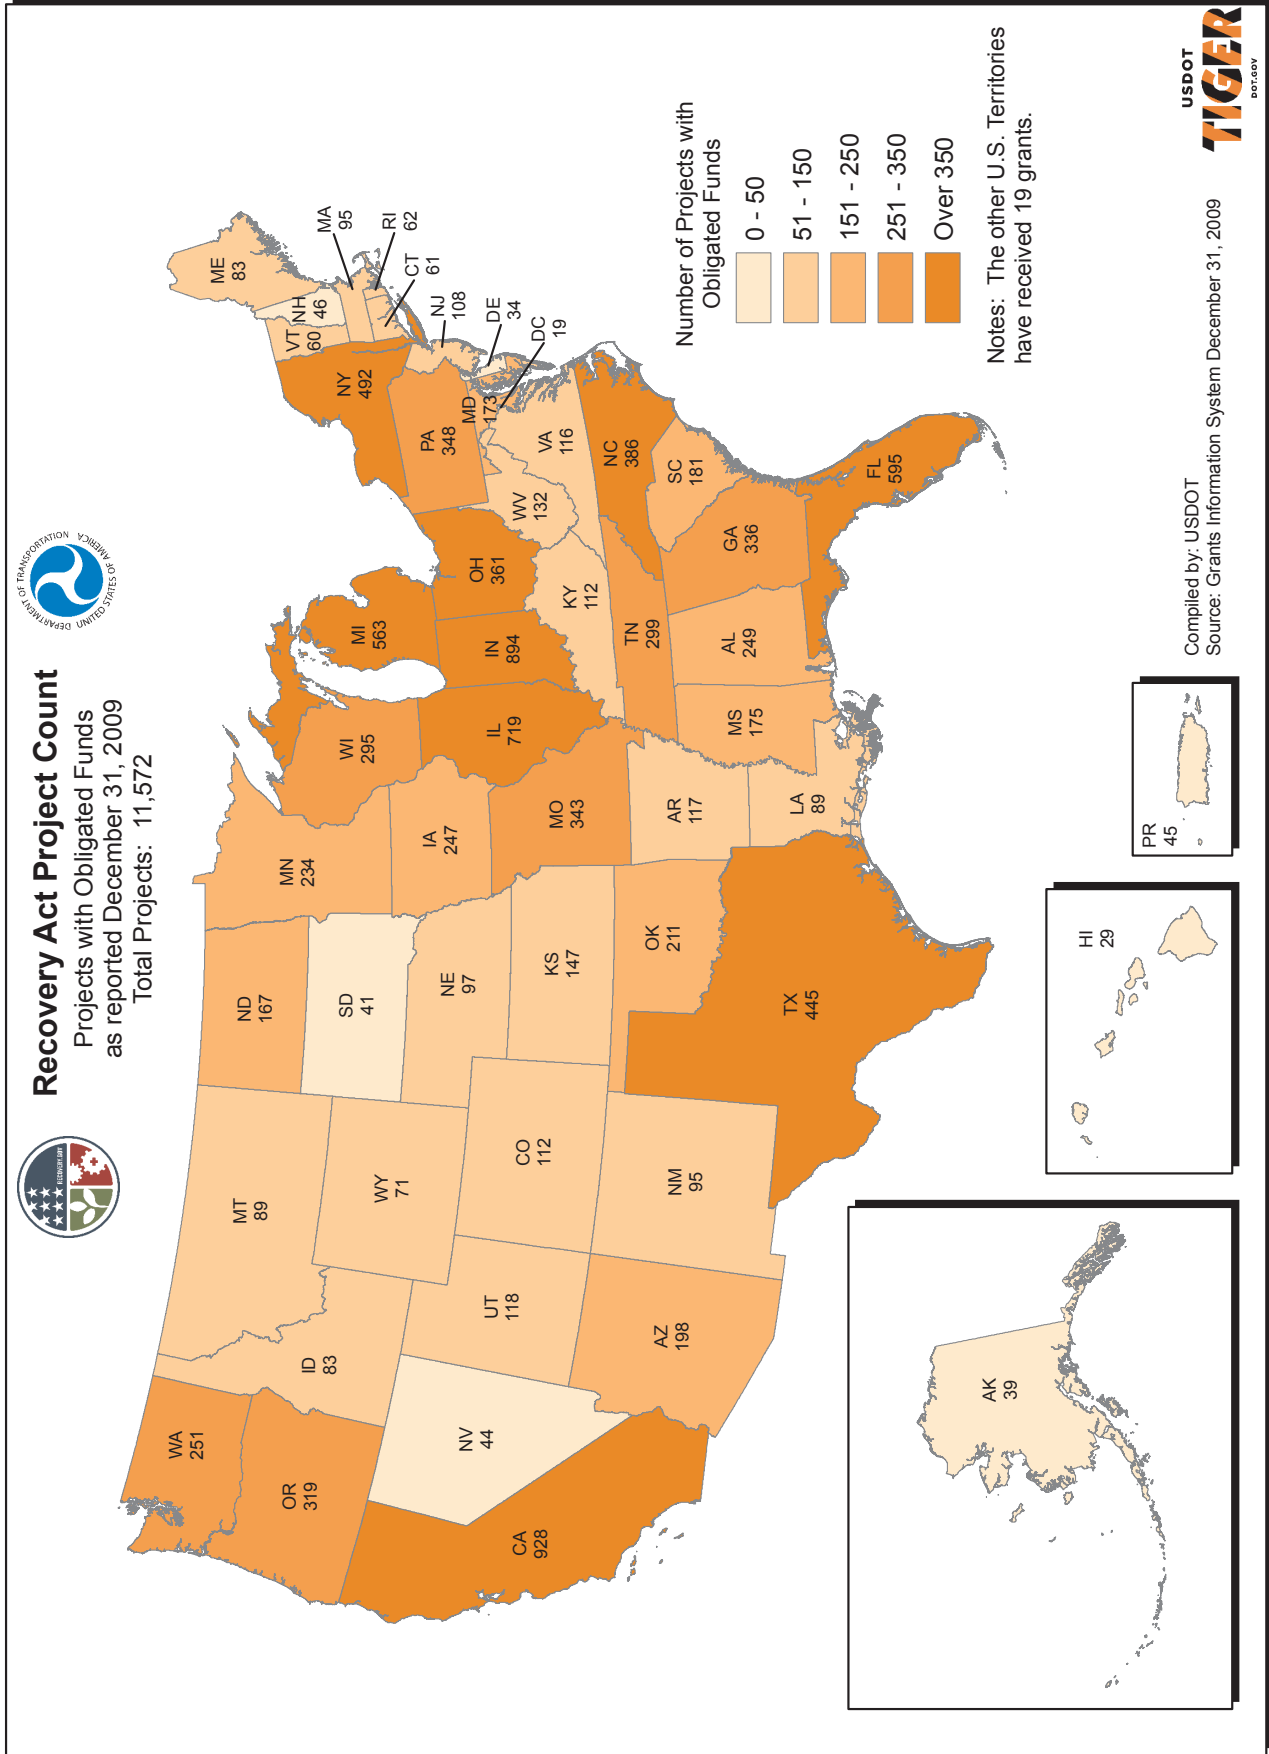 Recovery Act Project Count
Projects with Obligated Funds
as reported December 31, 2009
Total Projects:  11,572
RECOVERY.GOV
DEPARTMENT OF TRANSPORTATION
UNITED STATES OF AMERICA
WA
251
OR
319
CA
928
NV
44
ID
83
MT
89
WY
71
UT
118
AZ
198
CO
112
NM
95
ND
167
SD
41
NE
97
KS
147
OK
211
TX
445
MN
234
IA
247
MO
343
AR
117
LA
89
WI
295
IL
719
MS
175
MI
563
IN
894
OH
361
KY
112
TN
299
AL
249
GA
336
FL
595
SC
181
NC
386
VA
116
WV
132
MD
173
PA
348
NY
492
VT
60
NH
46
ME
83
MA
95
RI
62
CT
61
NJ
108
DE
34
DC
19
AK
39
HI
29
PR
45
Number of Projects with
Obligated Funds
0 - 50
51 - 150
151 - 250
251 - 350
Over 350
Notes:  The other U.S. Territories
have received 19 grants.
Compiled by: USDOT
Source: Grants Information System December 31, 2009
USDOT
TIGER
DOT.GOV